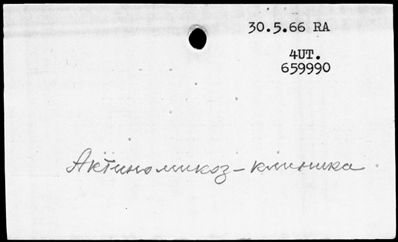 30.5.66 RA
4UT.
659990
Актиномикоз - клиника